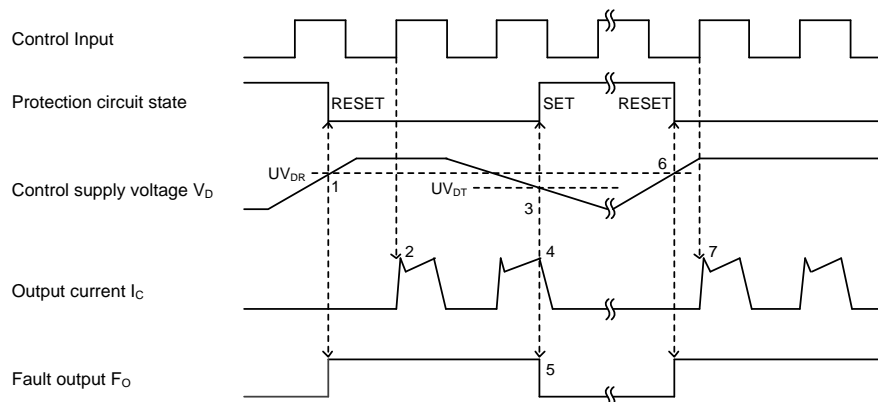 Control Input
Protection circuit state
RESET
SET
RESET
Control supply voltage VD
UVDR
1
UVDT
3
6
Output current IC
2
4
7
Fault output FO
5